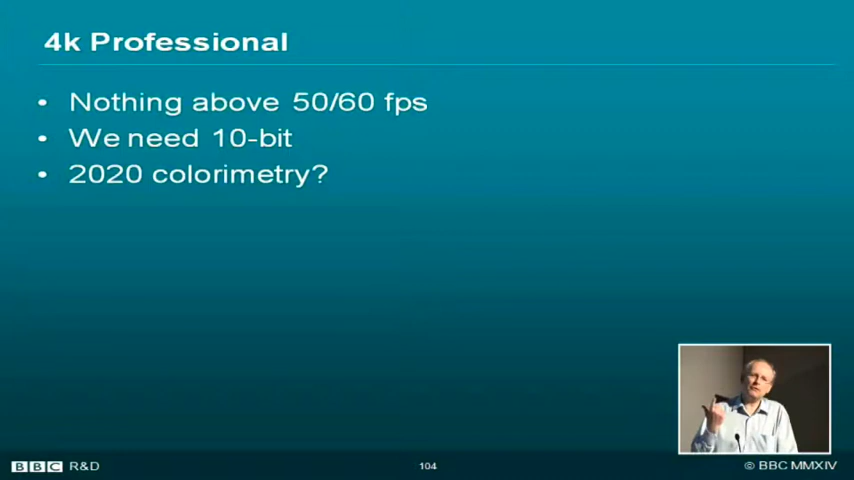 4k Professional
• Nothing above 50/60 fps
• We need 10-bit
• 2020 colorimetry?
BBC R&D
104
© BBC MMXIV